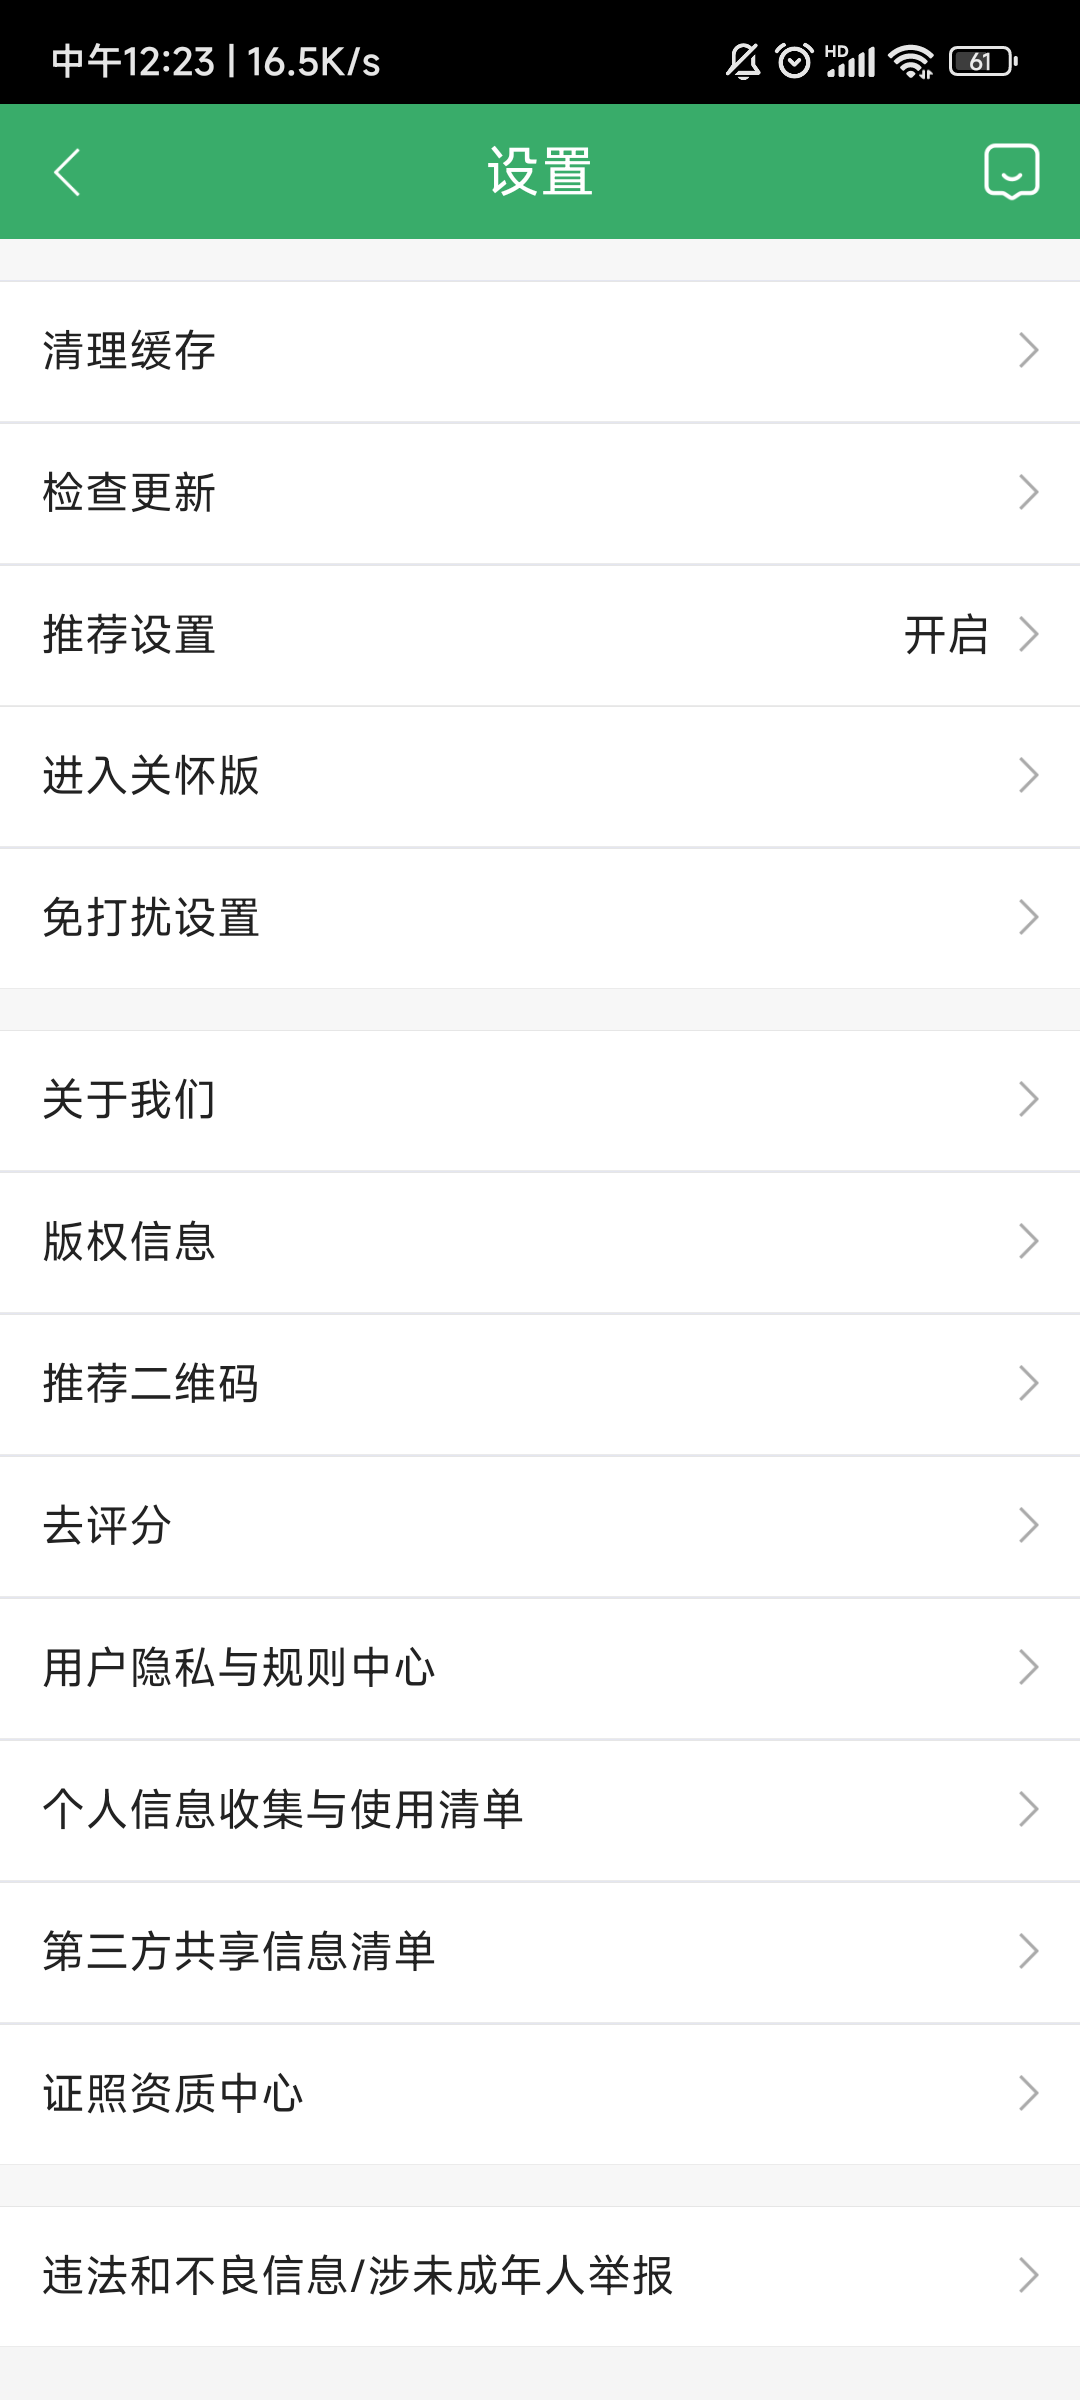 中午12:23 | 16.5K/s
HD
61
设置
清理缓存
检查更新
推荐设置 开启
进入关怀版
免打扰设置
关于我们
版权信息
推荐二维码
去评分
用户隐私与规则中心
个人信息收集与使用清单
第三方共享信息清单
证照资质中心
违法和不良信息/涉未成年人举报